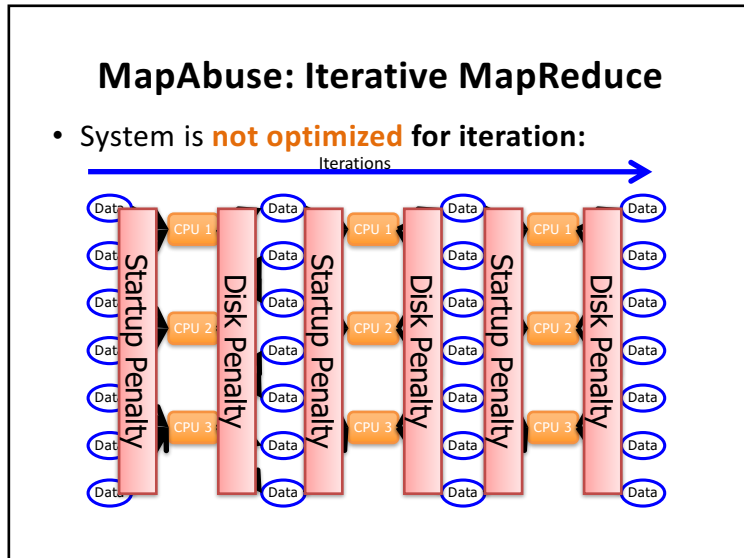 MapAbuse: Iterative MapReduce
• System is not optimized for iteration:
Iterations
Data Data Data Data
CPU 1 CPU 1 CPU 1
Data Data Data Data
Data Data Data Data
CPU 2 CPU 2 CPU 2
Data Data Data Data
Data Data Data Data
CPU 3 CPU 3 CPU 3
Data Data Data Data
Data Data Data Data
Startup Penalty
Disk Penalty
Startup Penalty
Disk Penalty
Startup Penalty
Disk Penalty